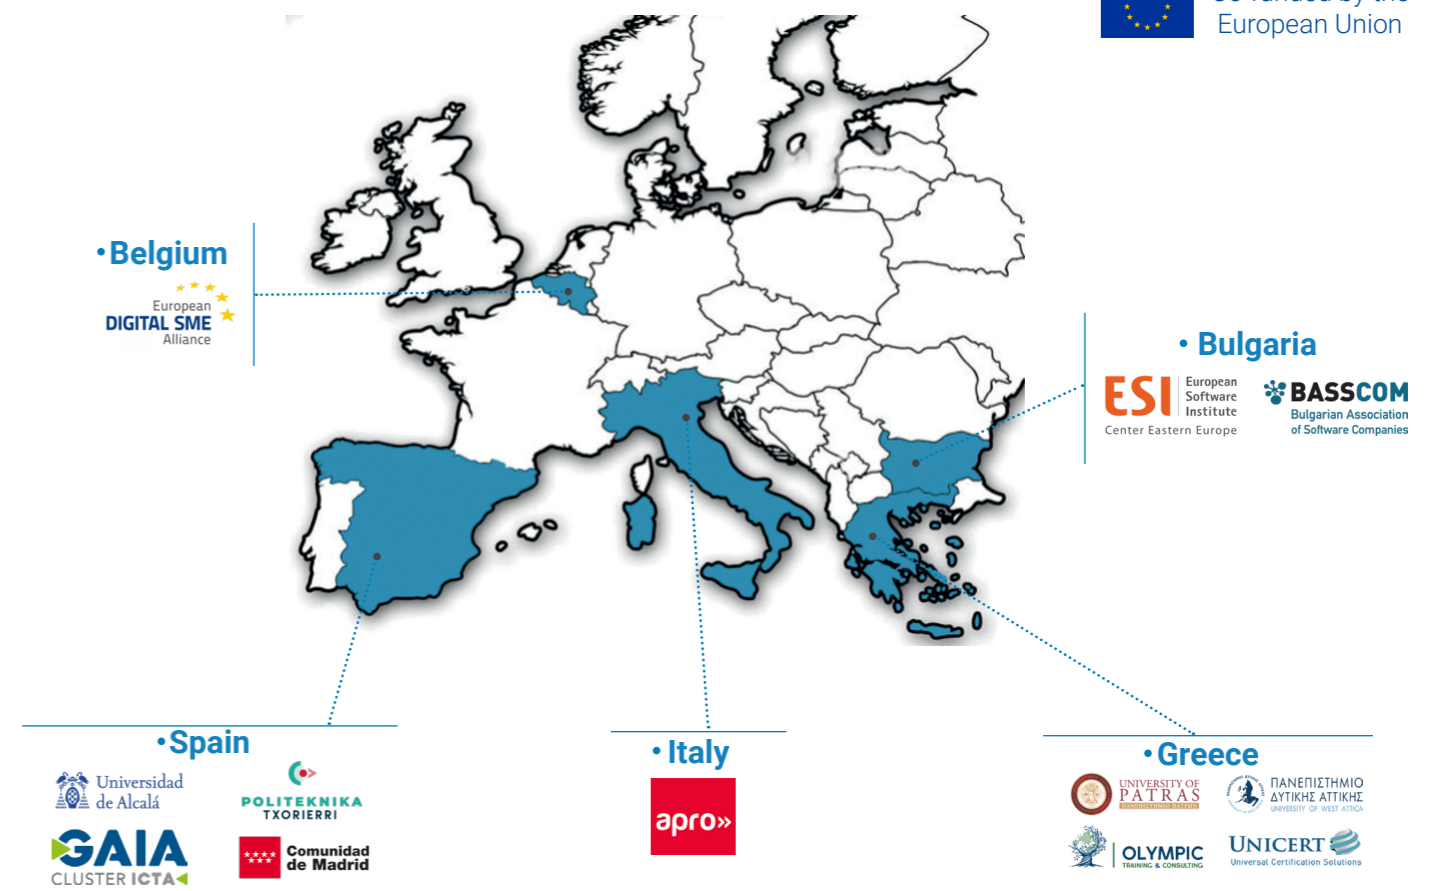 European Union
•Belgium
European
DIGITAL SME
Alliance
• Bulgaria
ESI
European
Software
Institute
Center Eastern Europe
BASSCOM
Bulgarian Association
of Software Companies
•Spain
Universidad
de Alcalá
POLITEKNIKA
TXORIERRI
GAIA
CLUSTER ICTA
Comunidad
de Madrid
• Italy
apro»
•Greece
UNIVERSITY OF
PATRAS
ΠΑΝΕΠΙΣΤΗΜΙΟ ΠΑΤΡΩΝ
ΠΑΝΕΠΙΣΤΗΜΙΟ
ΔΥΤΙΚΗΣ ΑΤΤΙΚΗΣ
UNIVERSITY OF WEST ATTICA
OLYMPIC
TRAINING & CONSULTING
UNICERT
Universal Certification Solutions